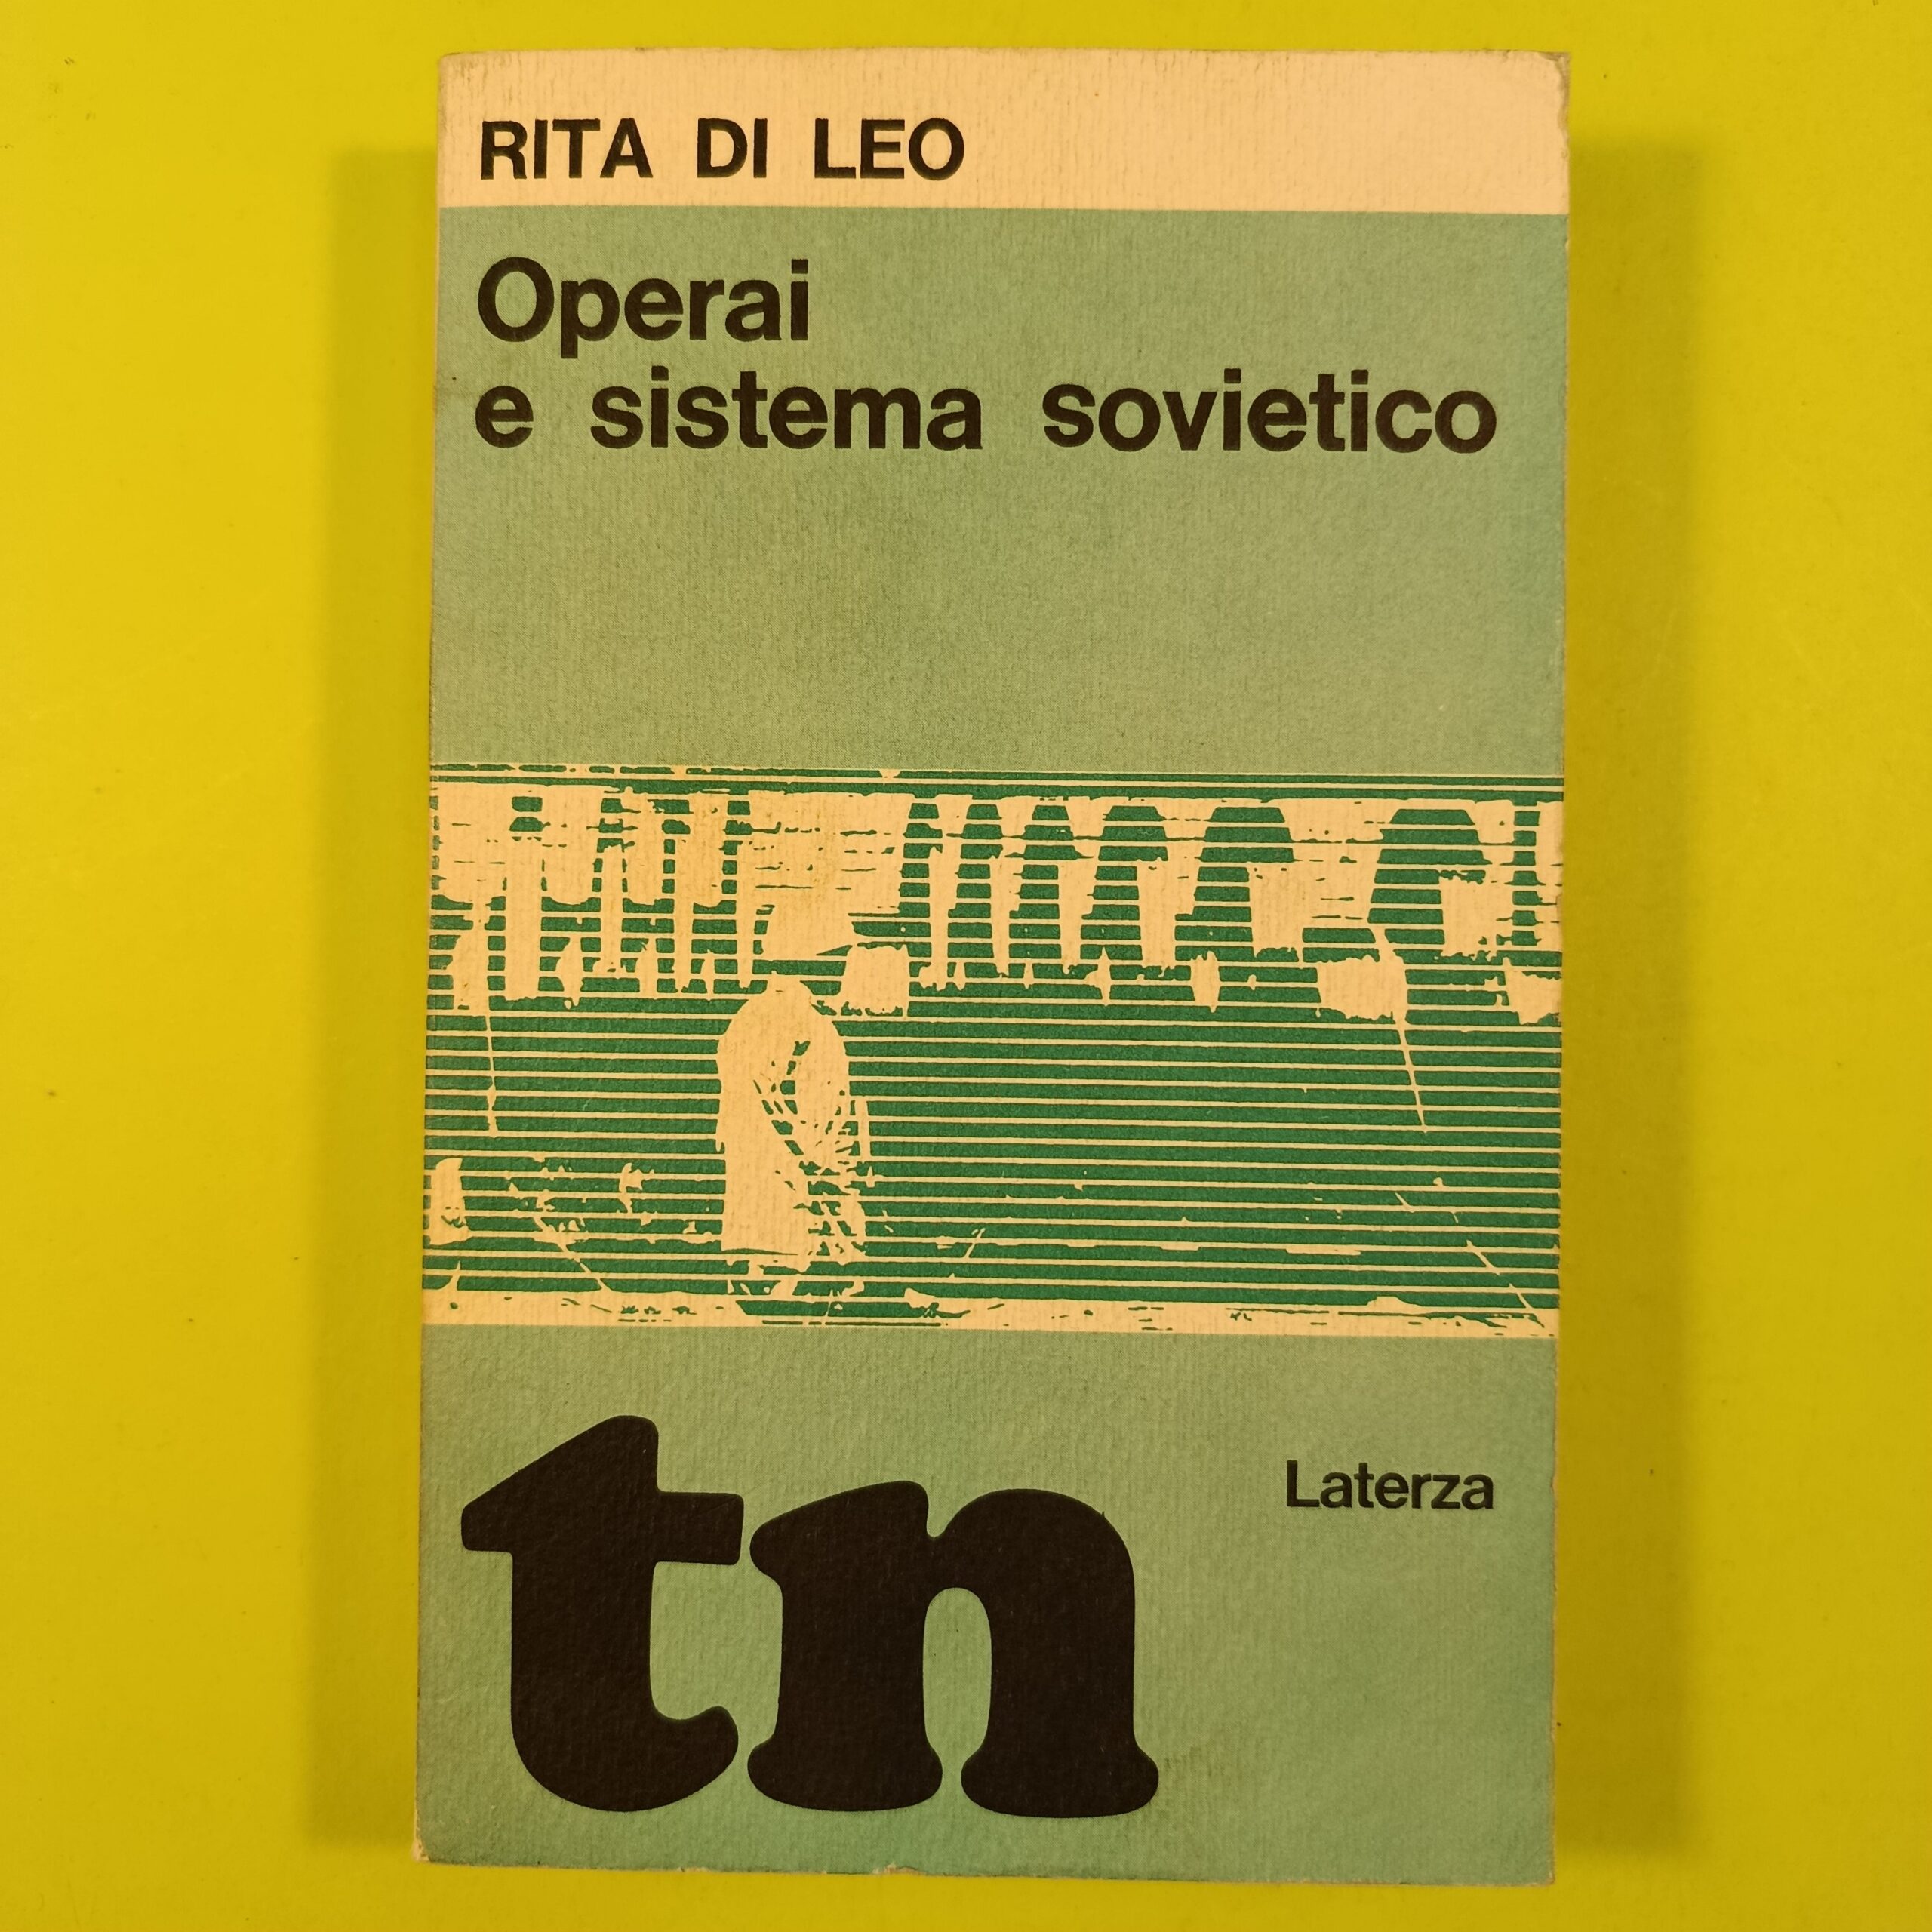 RITA DI LEO
Operai
e sistema sovietico
tn
Laterza